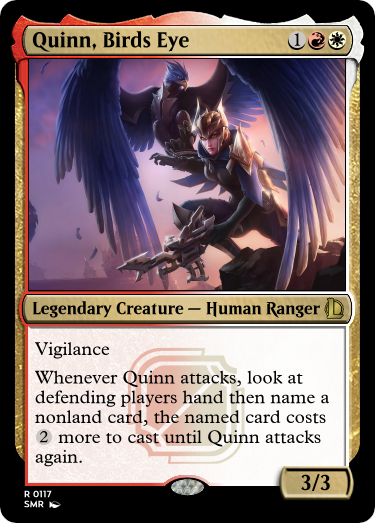 Quinn, Birds Eye 1
Legendary Creature — Human Ranger
Vigilance
Whenever Quinn attacks, look at
defending players hand then name a
nonland card, the named card costs
2 more to cast until Quinn attacks
again.
3/3
R 0117
SMR